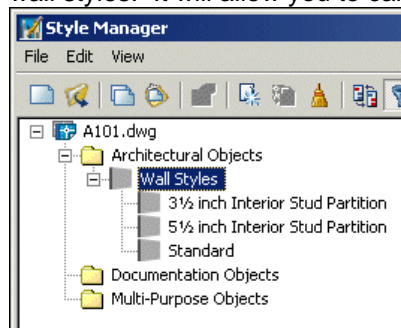 wall styles. It will allow you to ca
Style Manager
File Edit View
A101.dwg
Architectural Objects
Wall Styles
3½ inch Interior Stud Partition
5½ inch Interior Stud Partition
Standard
Documentation Objects
Multi-Purpose Objects